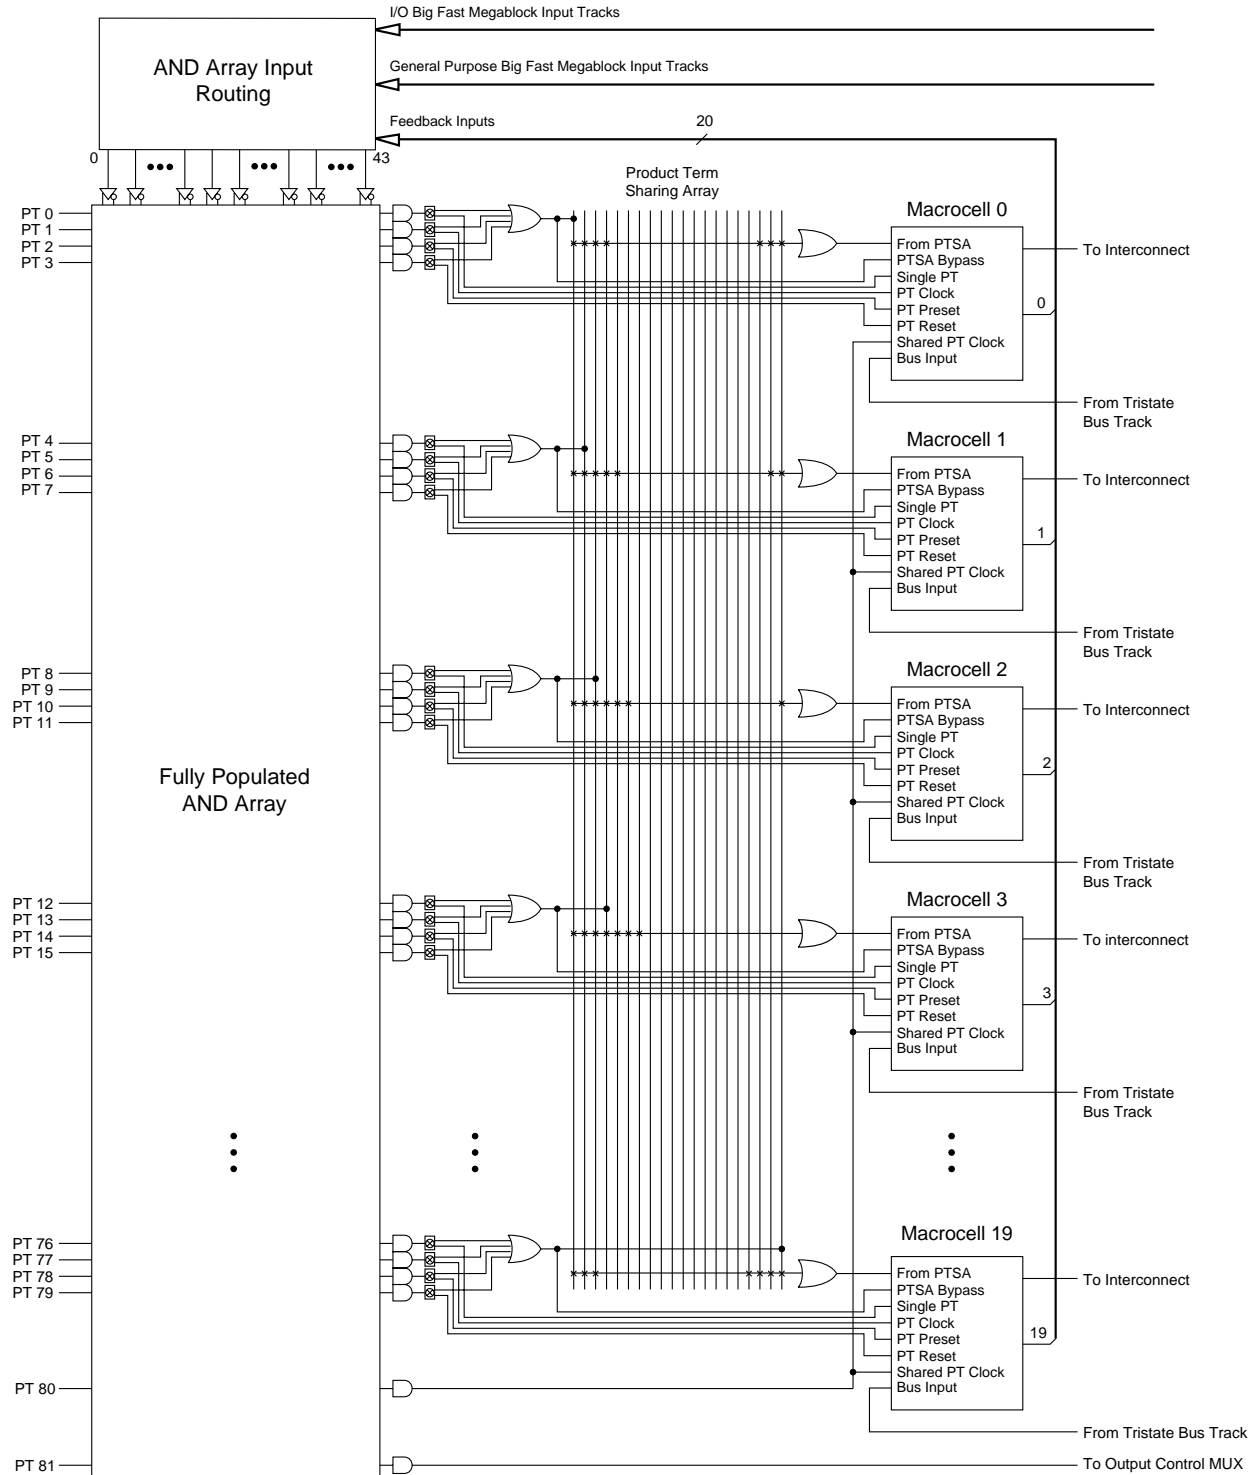 I/O Big Fast Megablock Input Tracks
AND Array Input
Routing
General Purpose Big Fast Megablock Input Tracks
Feedback Inputs
20
0
43
Product Term
Sharing Array
PT 0
PT 1
PT 2
PT 3
Macrocell 0
From PTSA
PTSA Bypass
Single PT
PT Clock
PT Preset
PT Reset
Shared PT Clock
Bus Input
To Interconnect
0
From Tristate
Bus Track
PT 4
PT 5
PT 6
PT 7
Macrocell 1
From PTSA
PTSA Bypass
Single PT
PT Clock
PT Preset
PT Reset
Shared PT Clock
Bus Input
To Interconnect
1
From Tristate
Bus Track
PT 8
PT 9
PT 10
PT 11
Macrocell 2
From PTSA
PTSA Bypass
Single PT
PT Clock
PT Preset
PT Reset
Shared PT Clock
Bus Input
To Interconnect
2
From Tristate
Bus Track
Fully Populated
AND Array
PT 12
PT 13
PT 14
PT 15
Macrocell 3
From PTSA
PTSA Bypass
Single PT
PT Clock
PT Preset
PT Reset
Shared PT Clock
Bus Input
To interconnect
3
From Tristate
Bus Track
PT 76
PT 77
PT 78
PT 79
Macrocell 19
From PTSA
PTSA Bypass
Single PT
PT Clock
PT Preset
PT Reset
Shared PT Clock
Bus Input
To Interconnect
19
PT 80
From Tristate Bus Track
PT 81
To Output Control MUX